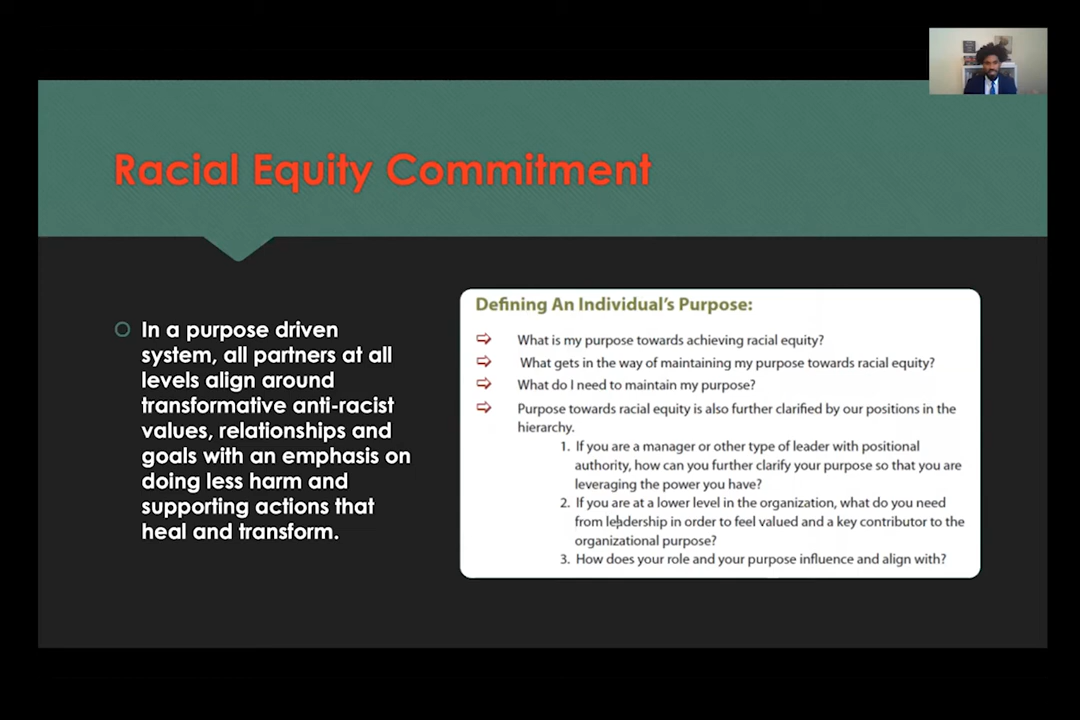 Racial Equity Commitment
In a purpose driven
system, all partners at all
levels align around
transformative anti-racist
values, relationships and
goals with an emphasis on
doing less harm and
supporting actions that
heal and transform.
Defining An Individual's Purpose:
What is my purpose towards achieving racial equity?
What gets in the way of maintaining my purpose towards racial equity?
What do I need to maintain my purpose?
Purpose towards racial equity is also further clarified by our positions in the
hierarchy.
1. If you are a manager or other type of leader with positional
authority, how can you further clarify your purpose so that you are
leveraging the power you have?
2. If you are at a lower level in the organization, what do you need
from leadership in order to feel valued and a key contributor to the
organizational purpose?
3. How does your role and your purpose influence and align with?